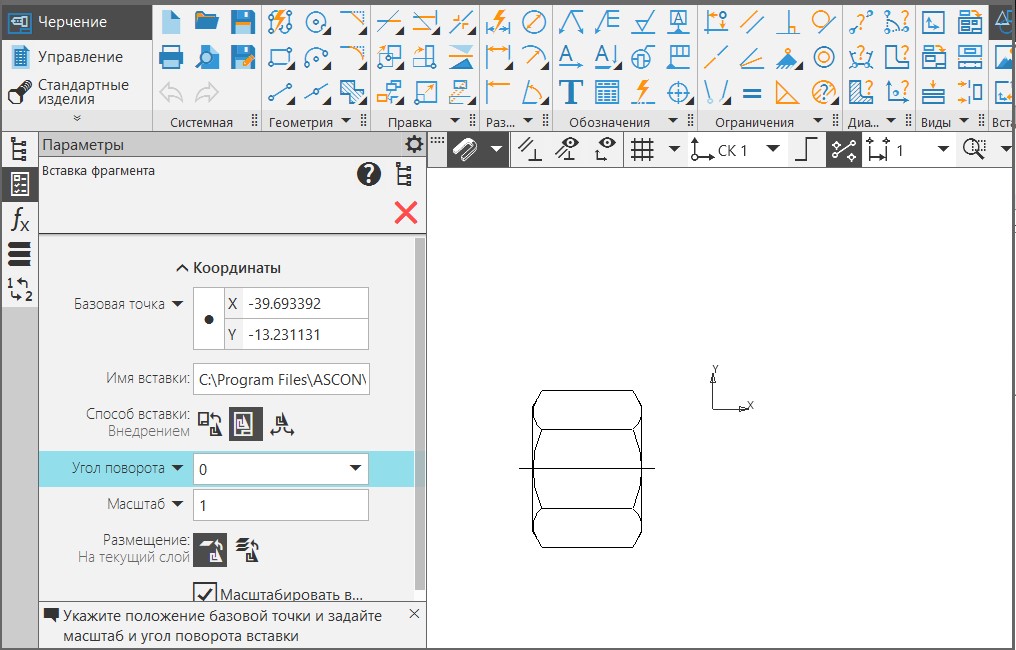 Черчение
Управление
Стандартные
изделия
Системная
Геометрия
Правка
Раз...
Обозначения
Ограничения
Диа...
Виды
Вста
Параметры
СК 1
1
Вставка фрагмента
Координаты
Базовая точка
X -39.693392
Y -13.231131
Имя вставки: C:\Program Files\ASCON\
Способ вставки:
Внедрением
Угол поворота 0
Масштаб 1
Размещение:
На текущий слой
Масштабировать в...
Укажите положение базовой точки и задайте
масштаб и угол поворота вставки
Y
X